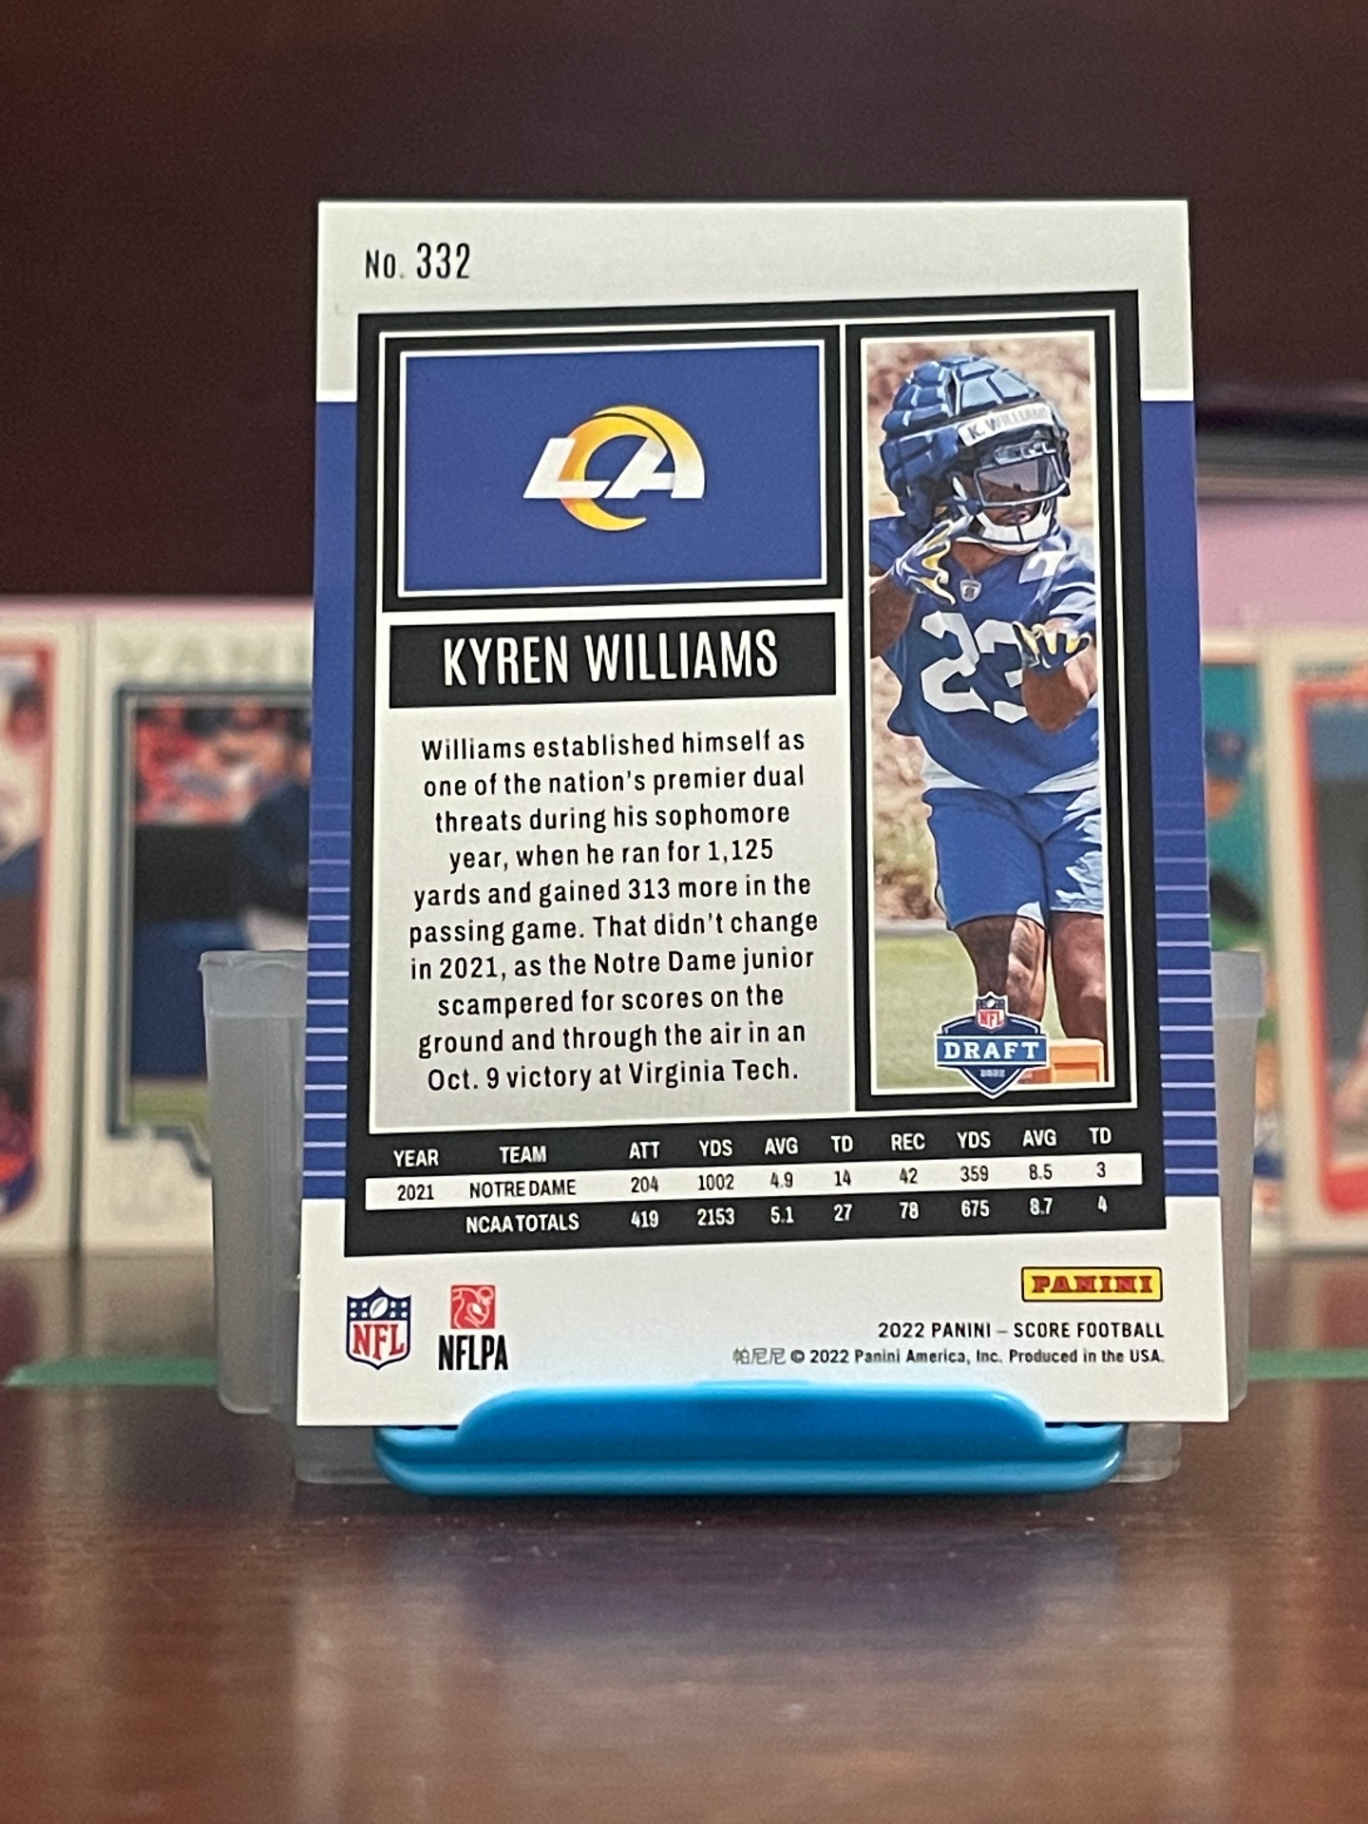 No. 332
LA
K. WILLIAMS
23
KYREN WILLIAMS
Williams established himself as
one of the nation's premier dual
threats during his sophomore
year, when he ran for 1,125
yards and gained 313 more in the
passing game. That didn't change
in 2021, as the Notre Dame junior
scampered for scores on the
ground and through the air in an
Oct. 9 victory at Virginia Tech.
NFL
DRAFT
2022
YEAR TEAM ATT YDS AVG TD REC YDS AVG TD
2021 NOTRE DAME 204 1002 4.9 14 42 359 8.5 3
NCAA TOTALS 419 2153 5.1 27 78 675 8.7 4
NFL
NFLPA
PANINI
2022 PANINI – SCORE FOOTBALL
帕尼尼 © 2022 Panini America, Inc. Produced in the USA.